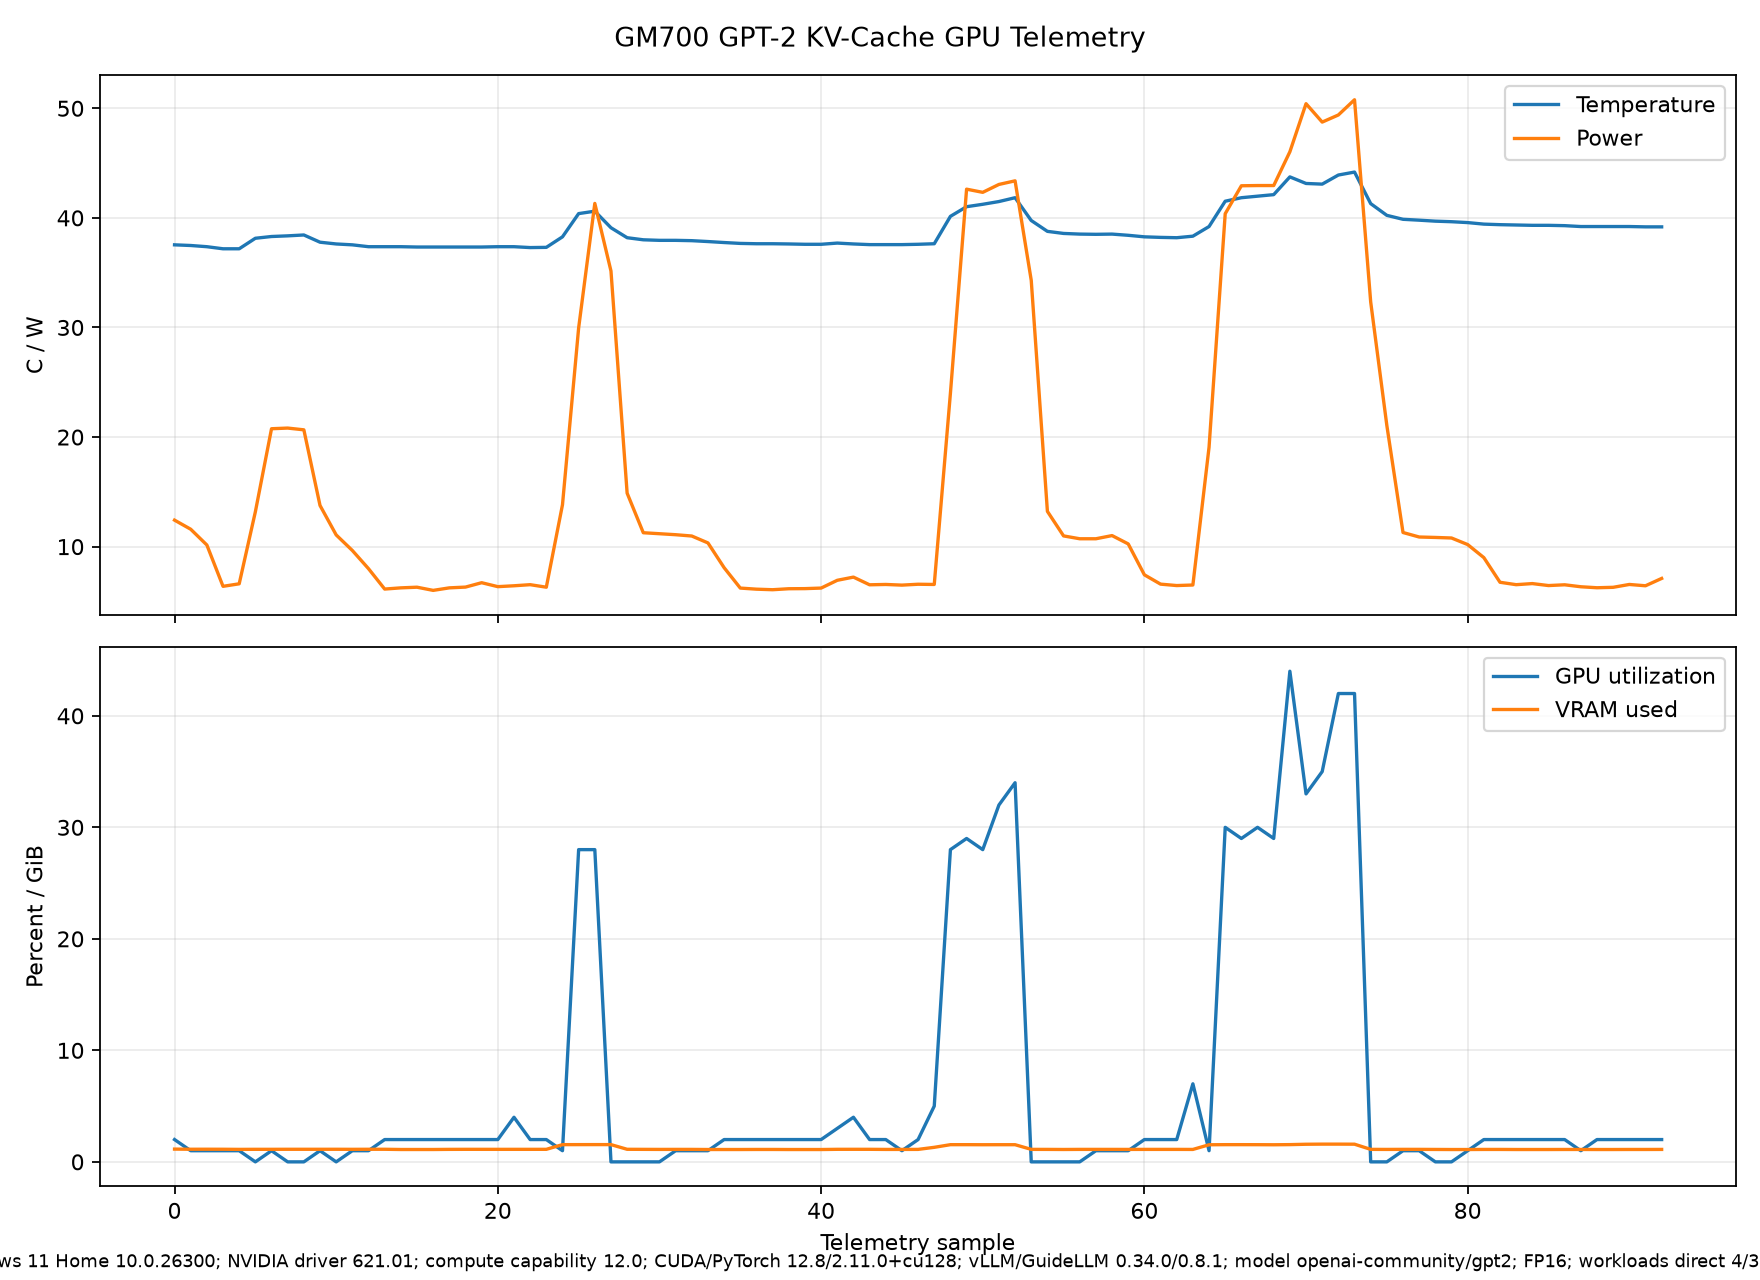 GM700 GPT-2 KV-Cache GPU Telemetry
50
40
30
20
10
C / W
Temperature
Power
40
30
20
10
0
Percent / GiB
GPU utilization
VRAM used
0
20
40
60
80
Telemetry sample
ws 11 Home 10.0.26300; NVIDIA driver 621.01; compute capability 12.0; CUDA/PyTorch 12.8/2.11.0+cu128; vLLM/GuideLLM 0.34.0/0.8.1; model openai-community/gpt2; FP16; workloads direct 4/3